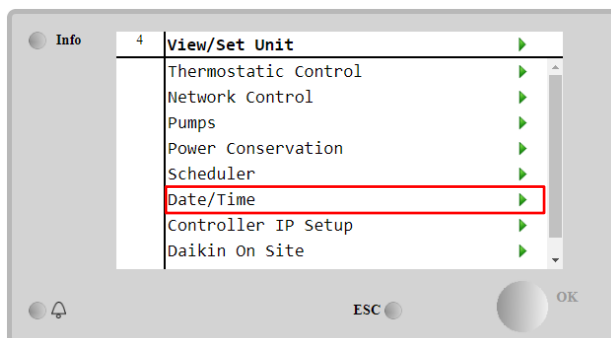 Info
4 View/Set Unit
Thermostatic Control
Network Control
Pumps
Power Conservation
Scheduler
Date/Time
Controller IP Setup
Daikin On Site
ESC
OK